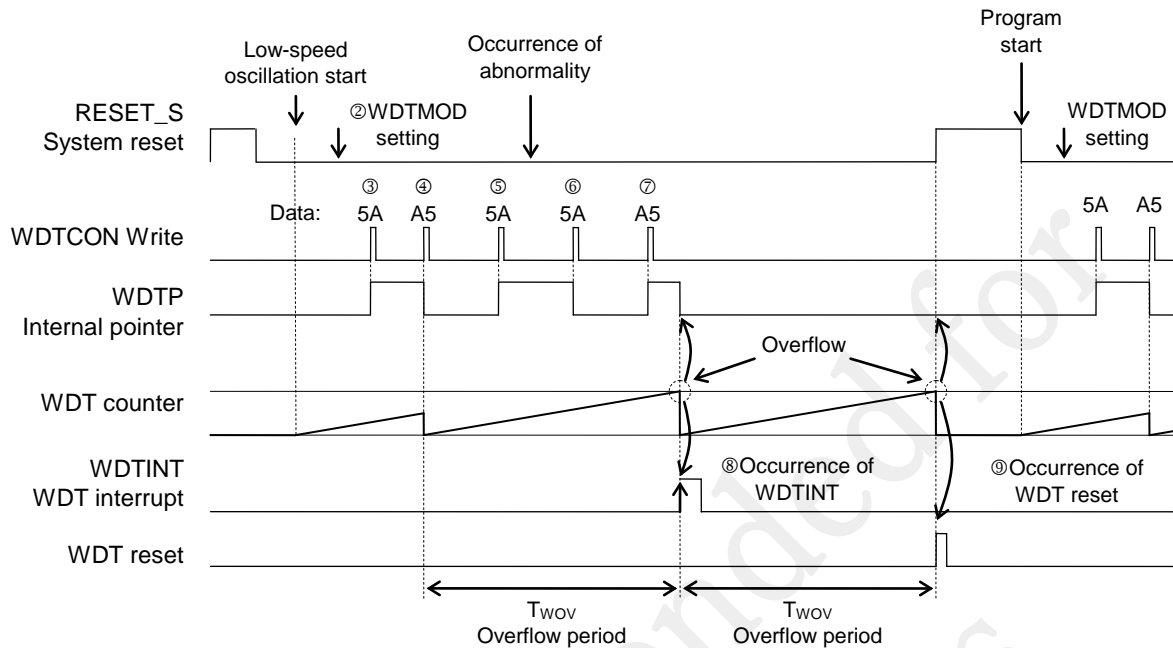 Program
start
Low-speed
oscillation start
Occurrence of
abnormality
RESET_S
System reset
②WDTMOD
setting
WDTMOD
setting
③ ④ ⑤ ⑥ ⑦
Data: 5A A5 5A 5A A5 5A A5
WDTCON Write
WDTP
Internal pointer
Overflow
WDT counter
WDTINT
WDT interrupt
⑧Occurrence of
WDTINT
⑨Occurrence of
WDT reset
WDT reset
TWOV
Overflow period
TWOV
Overflow period